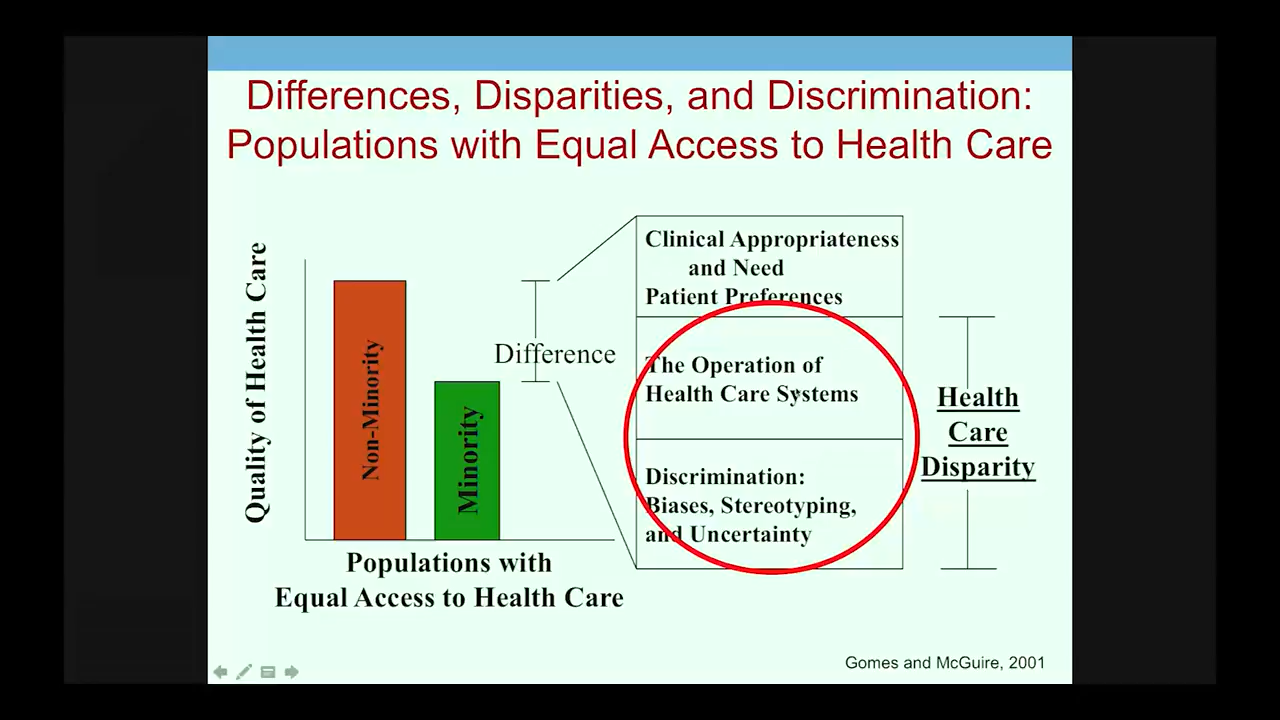 Differences, Disparities, and Discrimination:
Populations with Equal Access to Health Care
Quality of Health Care
Non-Minority
Minority
Difference
Populations with
Equal Access to Health Care
Clinical Appropriateness
and Need
Patient Preferences
The Operation of
Health Care Systems
Discrimination:
Biases, Stereotyping,
and Uncertainty
Health
Care
Disparity
Gomes and McGuire, 2001